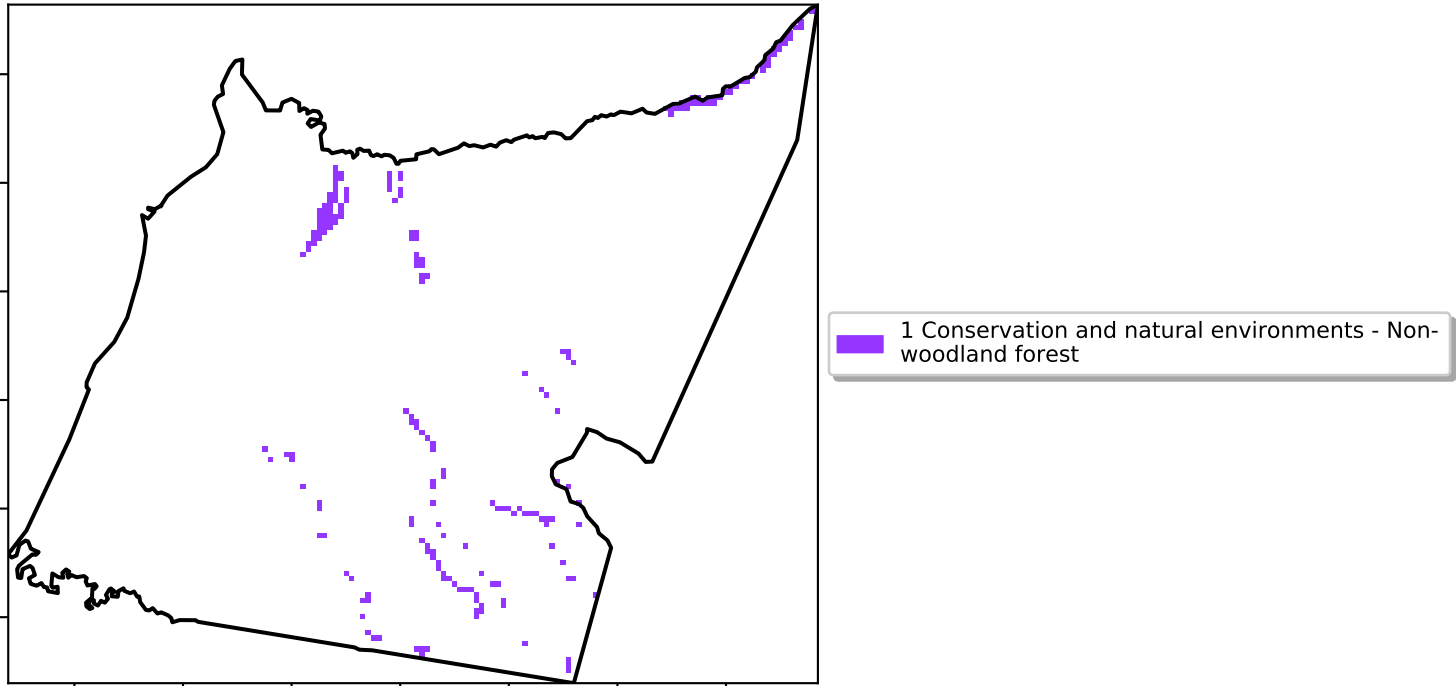 1 Conservation and natural environments - Non-
woodland forest